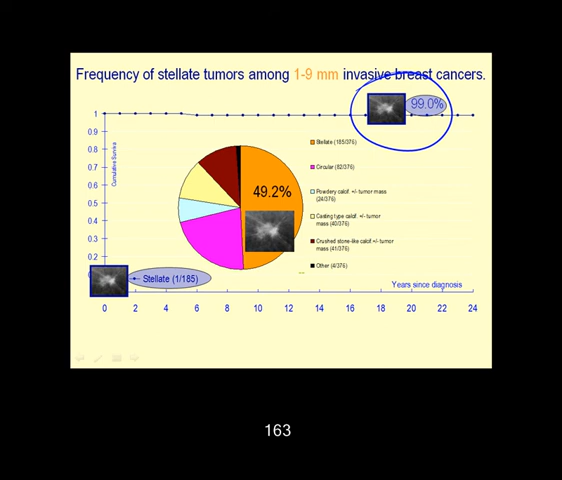 Frequency of stellate tumors among 1-9 mm invasive breast cancers.
99.0%
1
0.9
0.8
0.7
0.6
0.5
0.4
0.3
0.2
Cumulative Survival
49.2%
Stellate (185/376)
Circular (82/376)
Powdery calcif. +/- tumor
mass (24/376)
Casting type calcif. +/- tumor
mass (40/376)
Crushed stone-like calcif. +/- tumor
mass (41/376)
Other (4/376)
Stellate (1/185)
Years since diagnosis
0 2 4 6 8 10 12 14 16 18 20 22 24
163